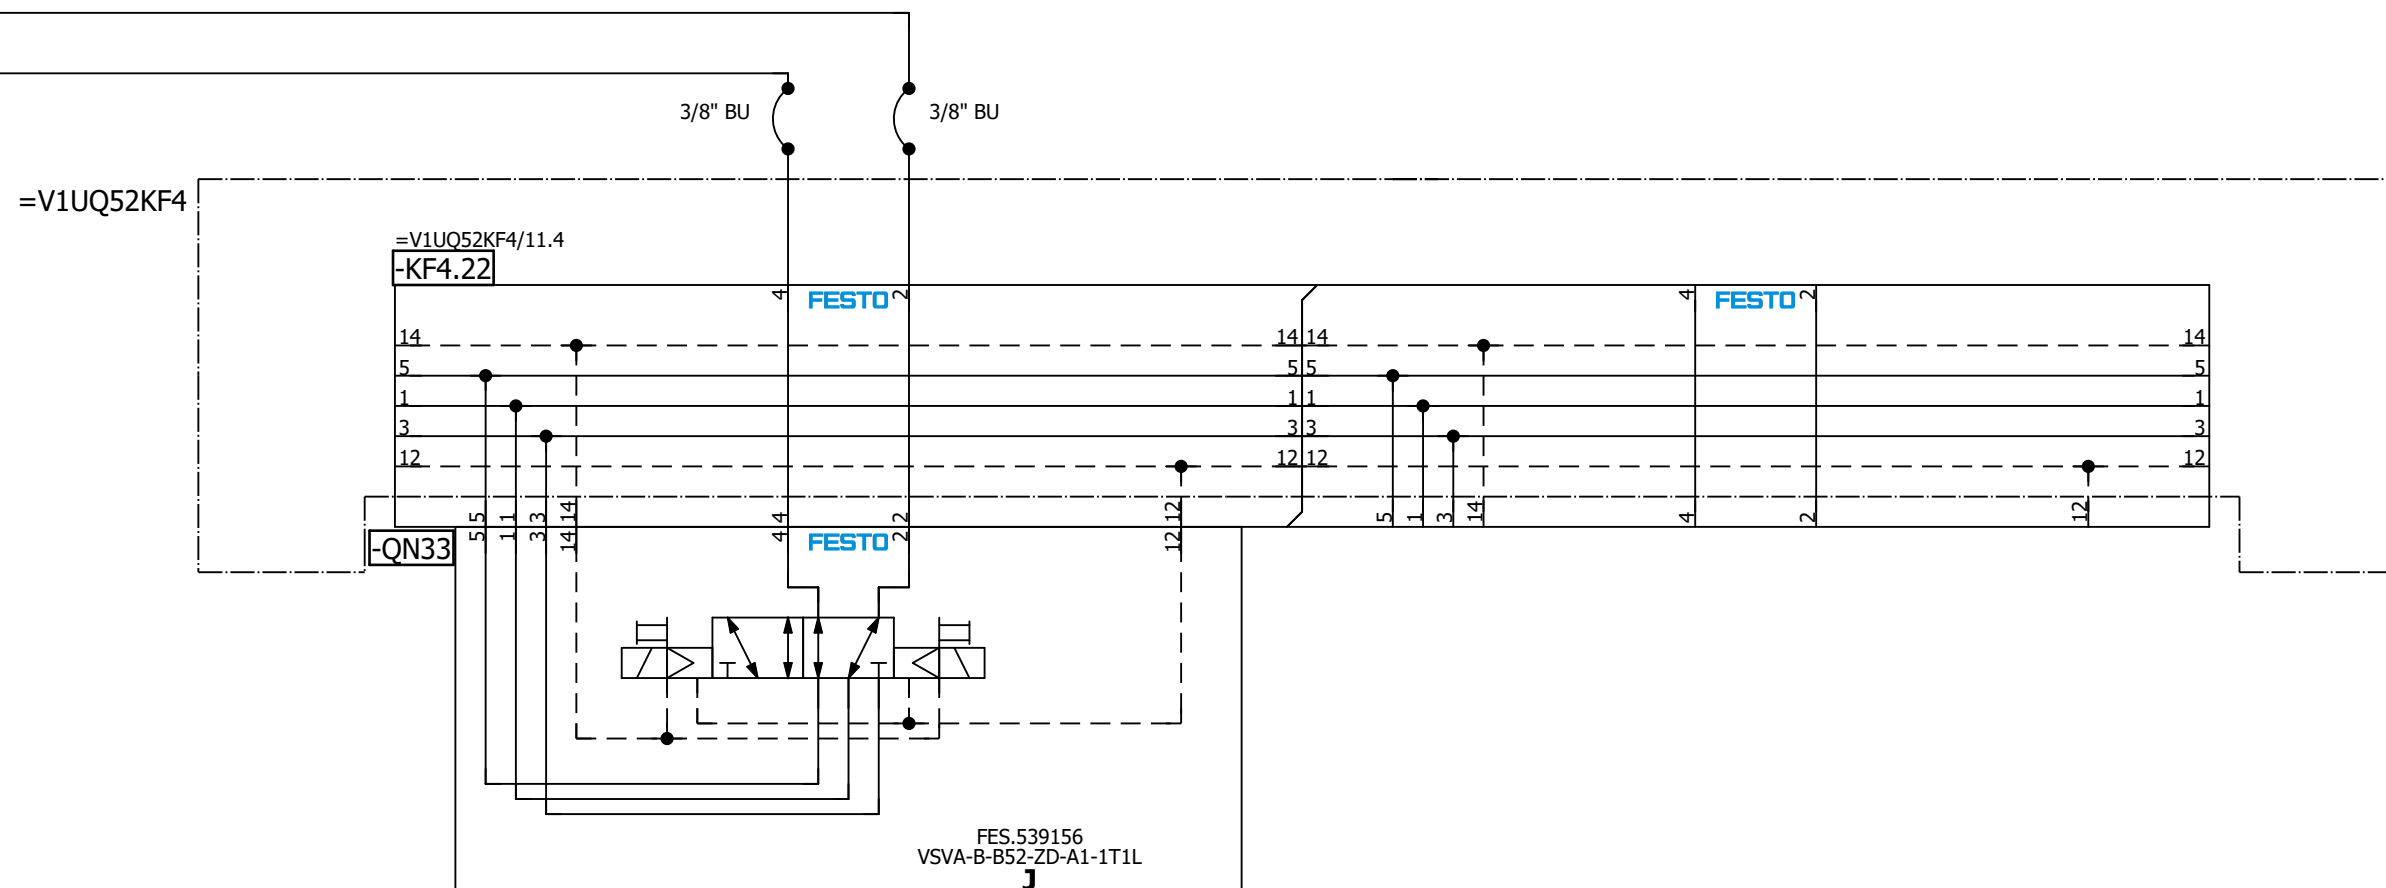 3/8" BU 3/8" BU
=V1UQ52KF4
=V1UQ52KF4/11.4
-KF4.22
4 FESTO 2 4 FESTO 2
14 14 14 14
5 5 5 5
1 1 1 1
3 3 3 3
12 12 12 12
5 1 3 14 4 2 12 5 1 3 14 4 2 12
-QN33
5 1 3 14 4 FESTO 2 12
FES.539156
VSVA-B-B52-ZD-A1-1T1L
J